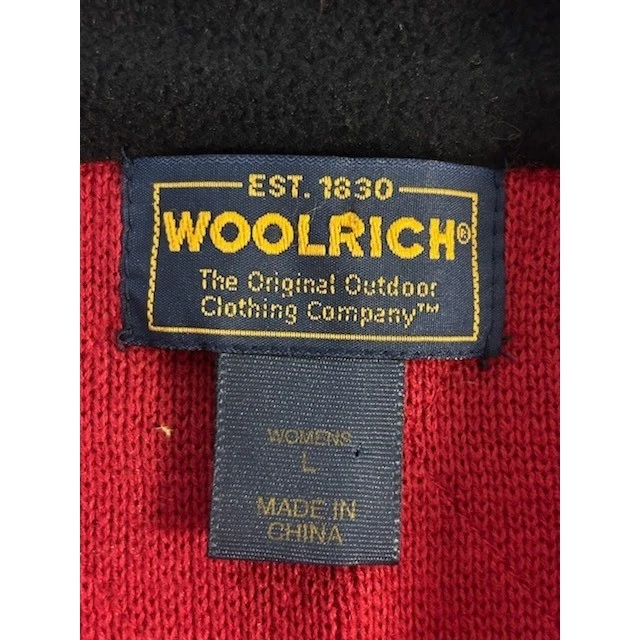 EST. 1830
WOOLRICH®
The Original Outdoor
Clothing Company™
WOMENS
L
MADE IN
CHINA